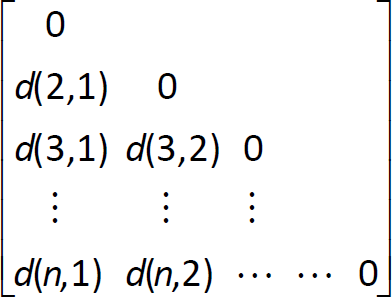 0
d(2,1) 0
d(3,1) d(3,2) 0
⋮ ⋮ ⋮
d(n,1) d(n,2) ⋯ ⋯ 0